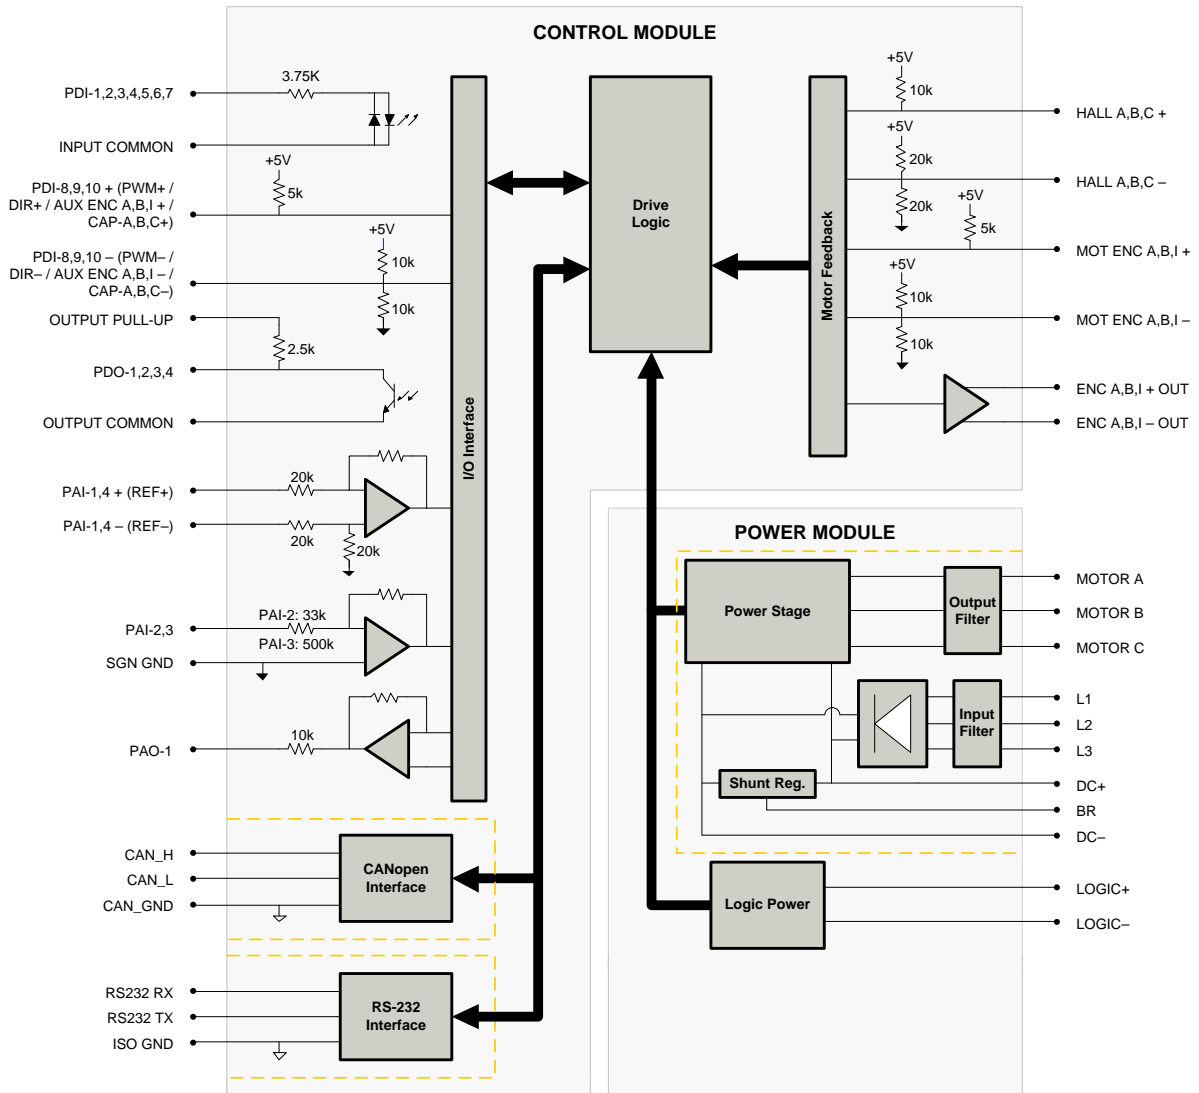 CONTROL MODULE
3.75K
PDI-1,2,3,4,5,6,7
INPUT COMMON
+5V
PDI-8,9,10 + (PWM+ /
DIR+ / AUX ENC A,B,I + /
CAP-A,B,C+)
5k
PDI-8,9,10 – (PWM– /
DIR– / AUX ENC A,B,I – /
CAP-A,B,C–)
+5V
10k
10k
OUTPUT PULL-UP
2.5k
PDO-1,2,3,4
OUTPUT COMMON
20k
PAI-1,4 + (REF+)
PAI-1,4 – (REF–)
20k
20k
PAI-2: 33k
PAI-2,3
PAI-3: 500k
SGN GND
10k
PAO-1
I/O Interface
CAN_H
CAN_L
CAN_GND
CANopen
Interface
RS232 RX
RS232 TX
ISO GND
RS-232
Interface
Drive
Logic
Motor Feedback
+5V
10k
HALL A,B,C +
+5V
20k
HALL A,B,C –
20k
+5V
5k
MOT ENC A,B,I +
+5V
10k
MOT ENC A,B,I –
10k
ENC A,B,I + OUT
ENC A,B,I – OUT
POWER MODULE
Power Stage
Output
Filter
MOTOR A
MOTOR B
MOTOR C
Input
Filter
L1
L2
L3
Shunt Reg.
DC+
BR
DC–
Logic Power
LOGIC+
LOGIC–